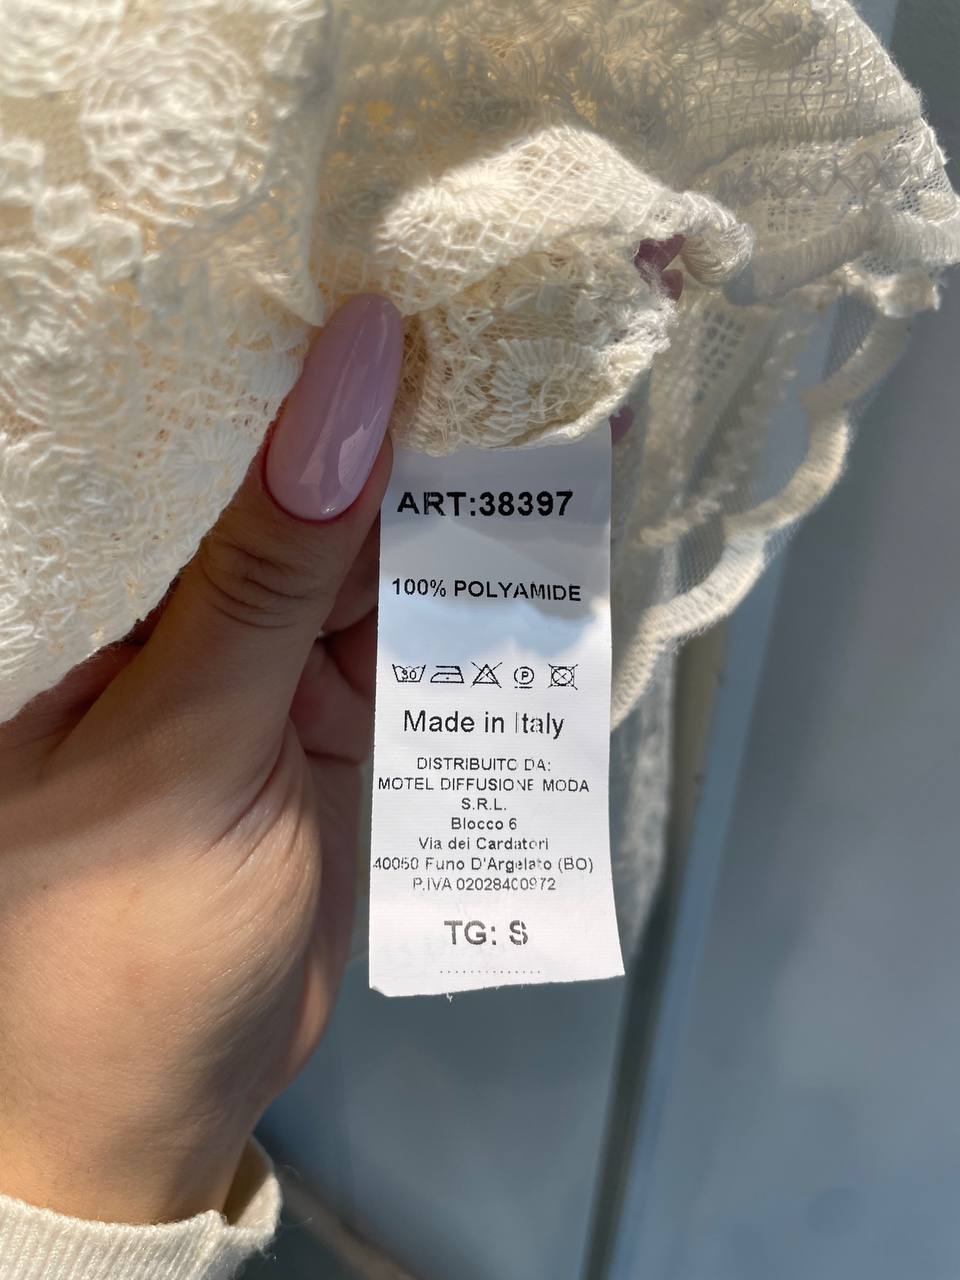 ART:38397
100% POLYAMIDE
30 P
Made in Italy
DISTRIBUITO DA:
MOTEL DIFFUSIONE MODA
S.R.L.
Blocco 6
Via dei Cardatori
40050 Funo D'Argelato (BO)
P.IVA 02028400972
TG: S